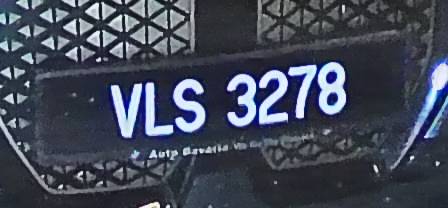 VLS 3278
Auto Bavaria